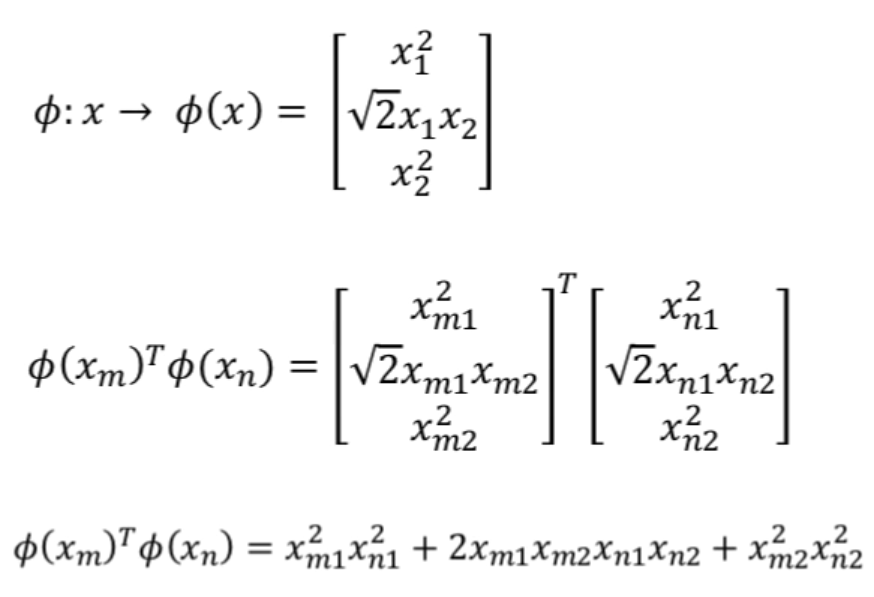 ϕ: x → ϕ(x) = [x₁² √2x₁x₂ x₂²]
ϕ(xₘ)ᵀϕ(xₙ) = [xₘ₁² √2xₘ₁xₘ₂ xₘ₂²]ᵀ [xₙ₁² √2xₙ₁xₙ₂ xₙ₂²]
ϕ(xₘ)ᵀϕ(xₙ) = xₘ₁²xₙ₁² + 2xₘ₁xₘ₂xₙ₁xₙ₂ + xₘ₂²xₙ₂²